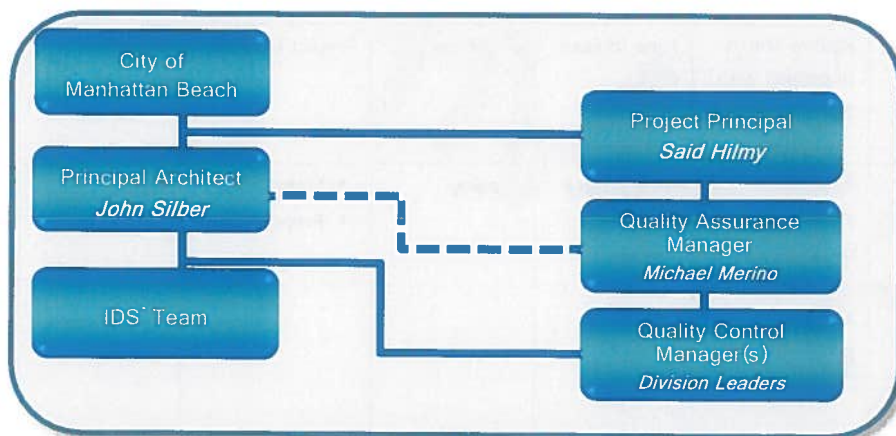 City of
Manhattan Beach
Project Principal
Said Hilmy
Principal Architect
John Silber
Quality Assurance
Manager
Michael Merino
IDS Team
Quality Control
Manager(s)
Division Leaders